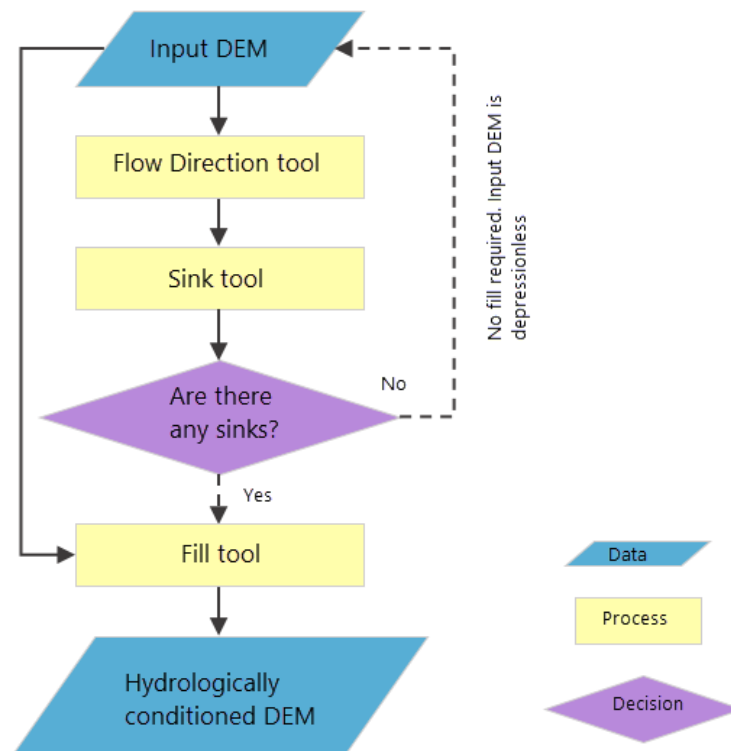 Input DEM
Flow Direction tool
Sink tool
Are there
any sinks?
No
No fill required. Input DEM is
depressionless
Yes
Fill tool
Hydrologically
conditioned DEM
Data
Process
Decision